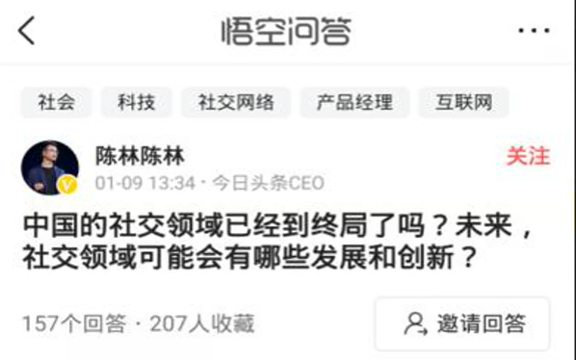 悟空问答
社会 科技 社交网络 产品经理 互联网
陈林陈林
关注
01-09 13:34 · 今日头条CEO
中国的社交领域已经到终局了吗？未来，
社交领域可能会有哪些发展和创新？
157个回答 · 207人收藏
邀请回答